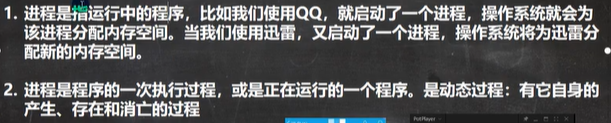 1. 进程是指运行中的程序，比如我们使用QQ，就启动了一个进程，操作系统就会为
该进程分配内存空间。当我们使用迅雷，又启动了一个进程，操作系统将为迅雷分
配新的内存空间。
2. 进程是程序的一次执行过程，或是正在运行的一个程序。是动态过程：有它自身的
产生、存在和消亡的过程
PotPlayer